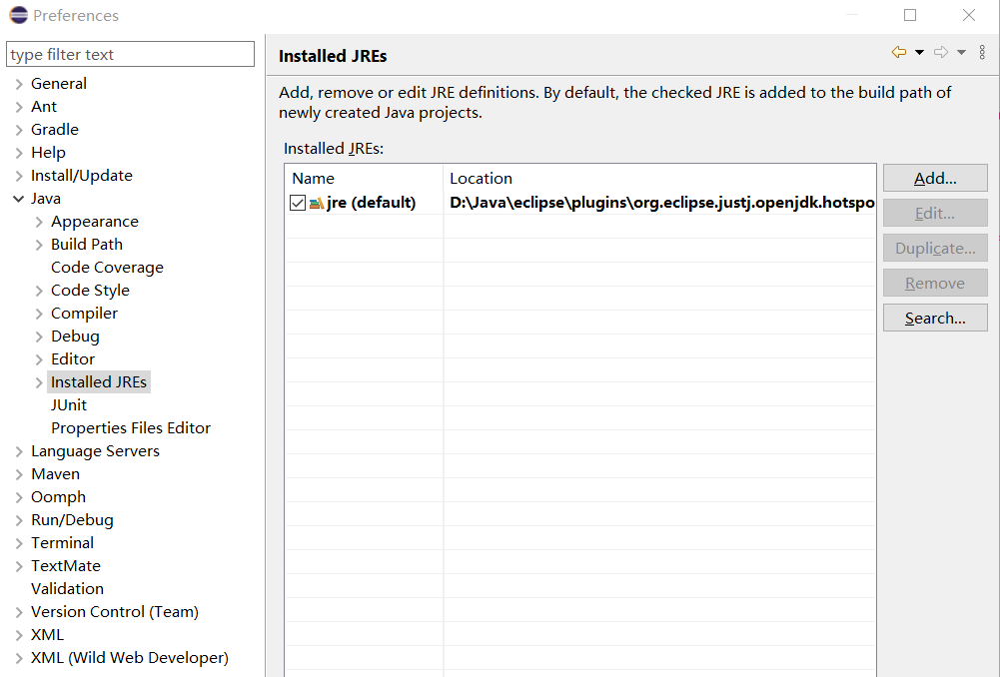 Preferences
type filter text
General
Ant
Gradle
Help
Install/Update
Java
Appearance
Build Path
Code Coverage
Code Style
Compiler
Debug
Editor
Installed JREs
JUnit
Properties Files Editor
Language Servers
Maven
Oomph
Run/Debug
Terminal
TextMate
Validation
Version Control (Team)
XML
XML (Wild Web Developer)
Installed JREs
Add, remove or edit JRE definitions. By default, the checked JRE is added to the build path of
newly created Java projects.
Installed JREs:
Name Location
jre (default) D:\Java\eclipse\plugins\org.eclipse.justj.openjdk.hotspo
Add...
Edit...
Duplicate...
Remove
Search...